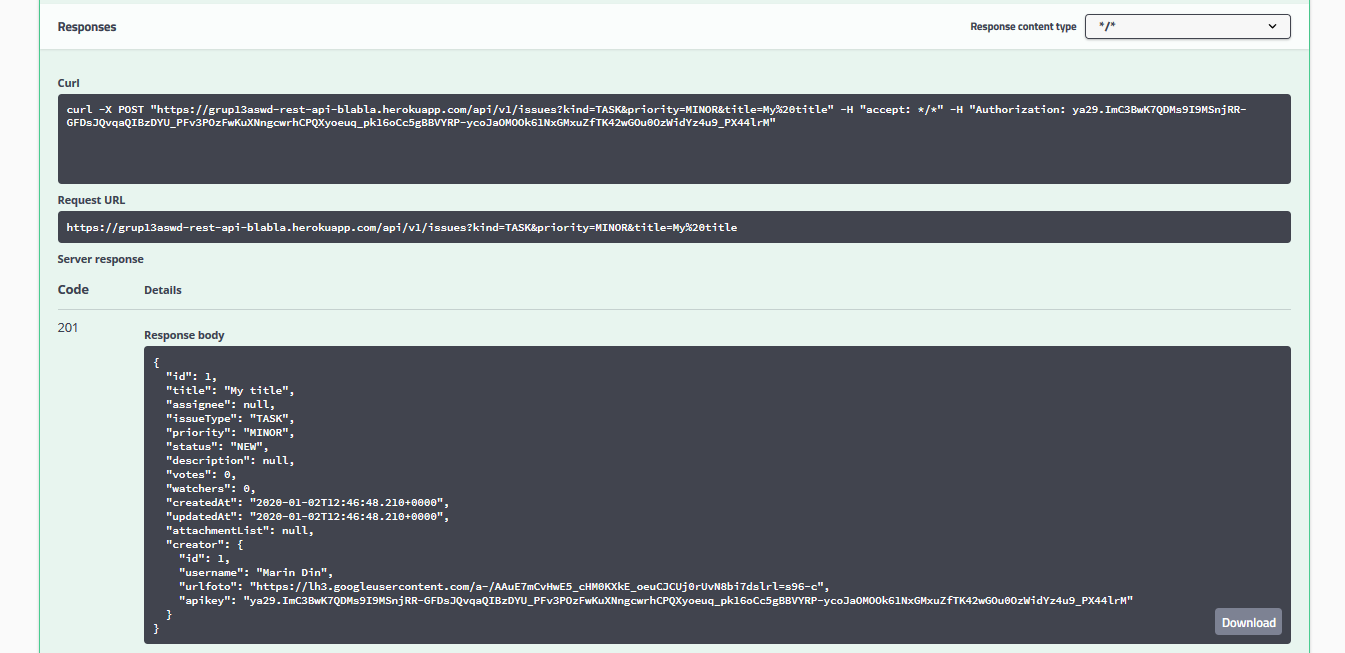 Responses
Response content type
*/*
Curl
curl -X POST "https://grup13aswd-rest-api-blabla.herokuapp.com/api/v1/issues?kind=TASK&priority=MINOR&title=My%20title" -H "accept: */*" -H "Authorization: ya29.ImC3BwK7QDMs9I9MSnjRR-
GFDsJQvqaQIBzDYU_PFv3POzFwKuXNngcwrhCPQXyoeuq_pk16oCc5gBBVYRP-ycoJaOMOOk61NxGMxuZfTK42wGOu0OzWidYz4u9_PX44lrM"
Request URL
https://grup13aswd-rest-api-blabla.herokuapp.com/api/v1/issues?kind=TASK&priority=MINOR&title=My%20title
Server response
Code
Details
201
Response body
{
"id": 1,
"title": "My title",
"assignee": null,
"issueType": "TASK",
"priority": "MINOR",
"status": "NEW",
"description": null,
"votes": 0,
"watchers": 0,
"createdAt": "2020-01-02T12:46:48.210+0000",
"updatedAt": "2020-01-02T12:46:48.210+0000",
"attachmentList": null,
"creator": {
"id": 1,
"username": "Marin Din",
"urlfoto": "https://lh3.googleusercontent.com/a-/AAuE7mCvHwE5_cHM0KXkE_oeuCJCUj0rUvN8bi7dslrl=s96-c",
"apikey": "ya29.ImC3BwK7QDMs9I9MSnjRR-GFDsJQvqaQIBzDYU_PFv3POzFwKuXNngcwrhCPQXyoeuq_pk16oCc5gBBVYRP-ycoJaOMOOk61NxGMxuZfTK42wGOu0OzWidYz4u9_PX44lrM"
}
}
Download